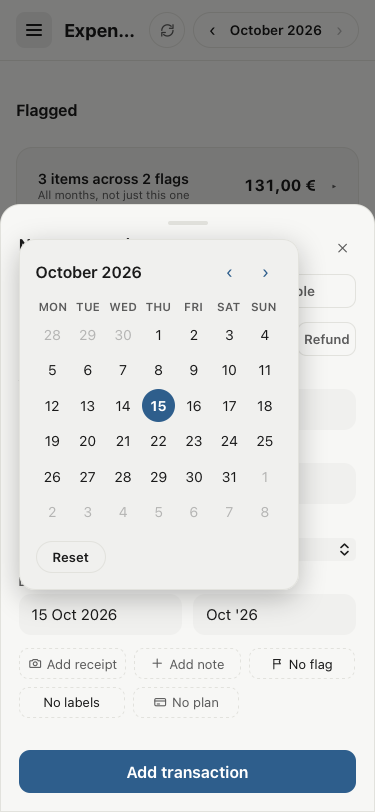 Expen...
October 2026
Flagged
3 items across 2 flags
All months, not just this one
131,00 €
October 2026
MON TUE WED THU FRI SAT SUN
28 29 30 1 2 3 4
5 6 7 8 9 10 11
12 13 14 15 16 17 18
19 20 21 22 23 24 25
26 27 28 29 30 31 1
2 3 4 5 6 7 8
Reset
Refund
15 Oct 2026
Oct '26
Add receipt
Add note
No flag
No labels
No plan
Add transaction